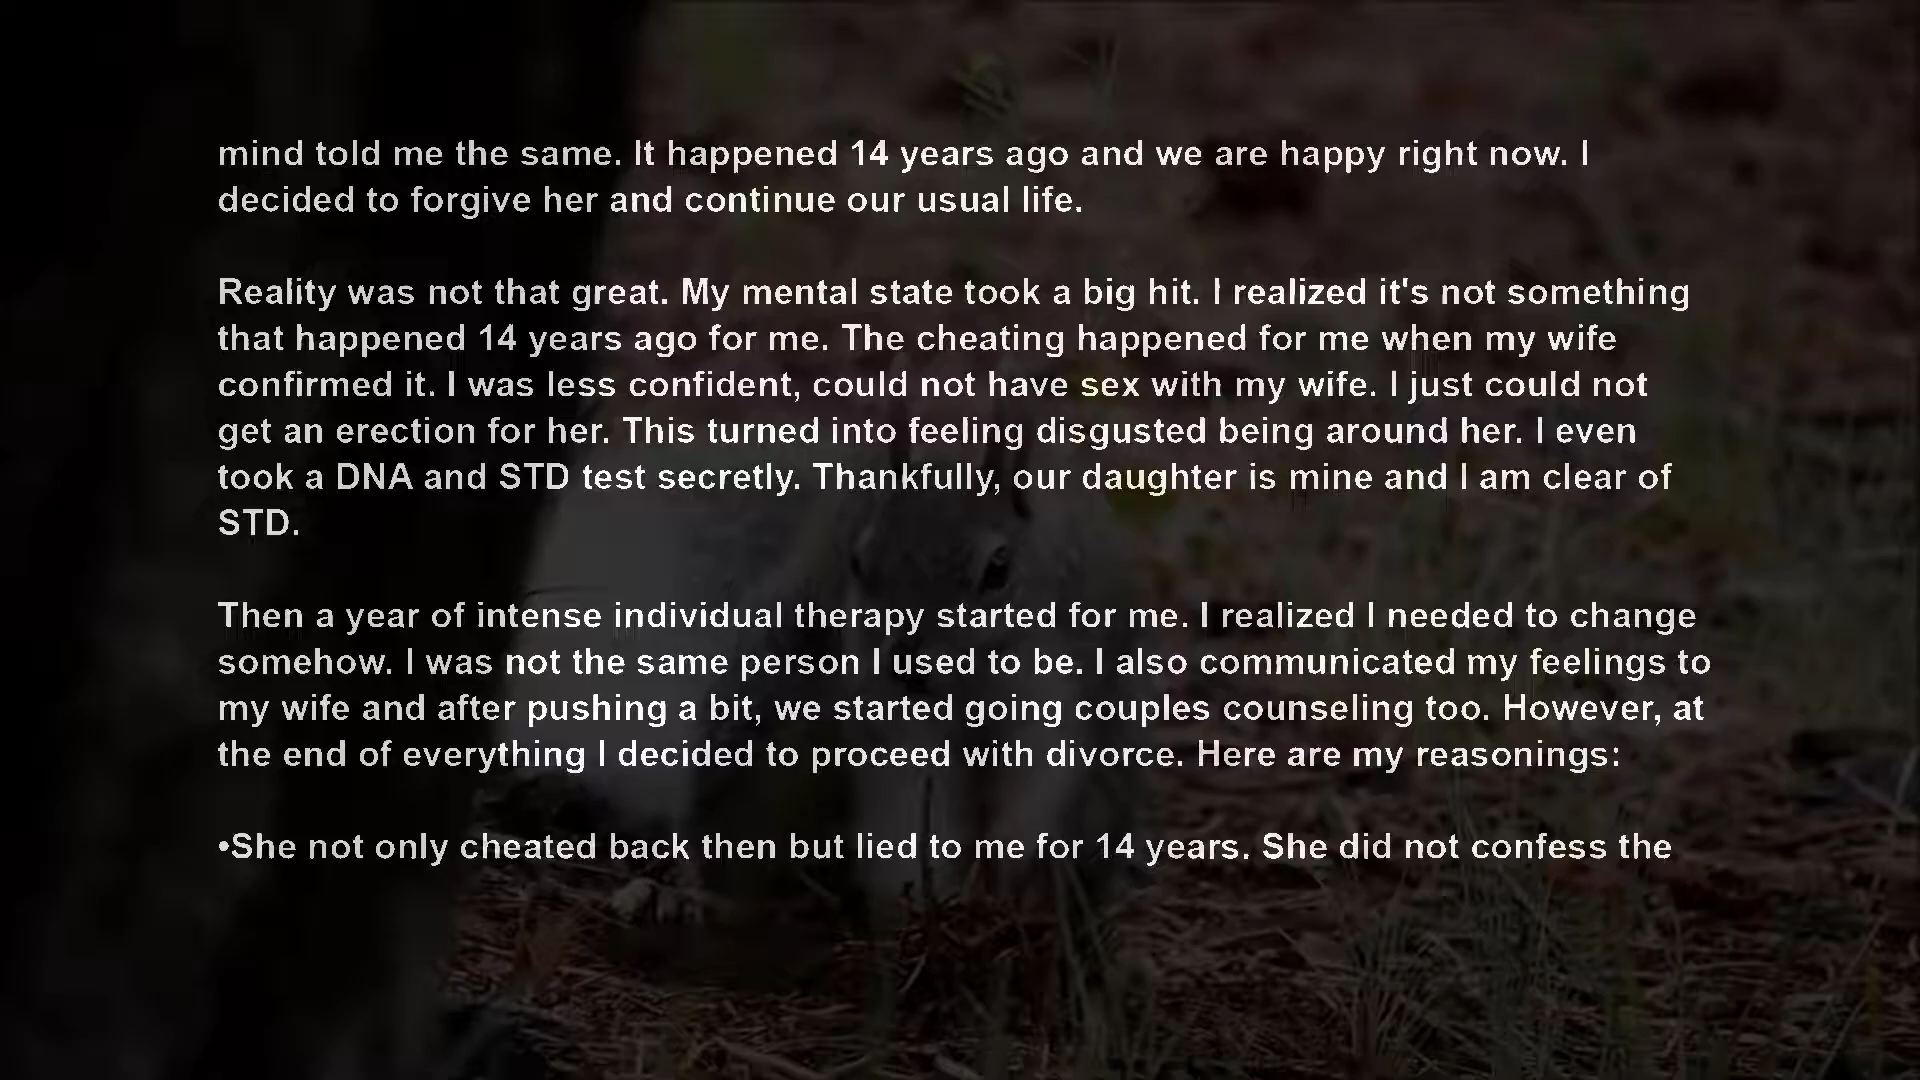 mind told me the same. It happened 14 years ago and we are happy right now. I
decided to forgive her and continue our usual life.
Reality was not that great. My mental state took a big hit. I realized it's not something
that happened 14 years ago for me. The cheating happened for me when my wife
confirmed it. I was less confident, could not have sex with my wife. I just could not
get an erection for her. This turned into feeling disgusted being around her. I even
took a DNA and STD test secretly. Thankfully, our daughter is mine and I am clear of
STD.
Then a year of intense individual therapy started for me. I realized I needed to change
somehow. I was not the same person I used to be. I also communicated my feelings to
my wife and after pushing a bit, we started going couples counseling too. However, at
the end of everything I decided to proceed with divorce. Here are my reasonings:
•She not only cheated back then but lied to me for 14 years. She did not confess the